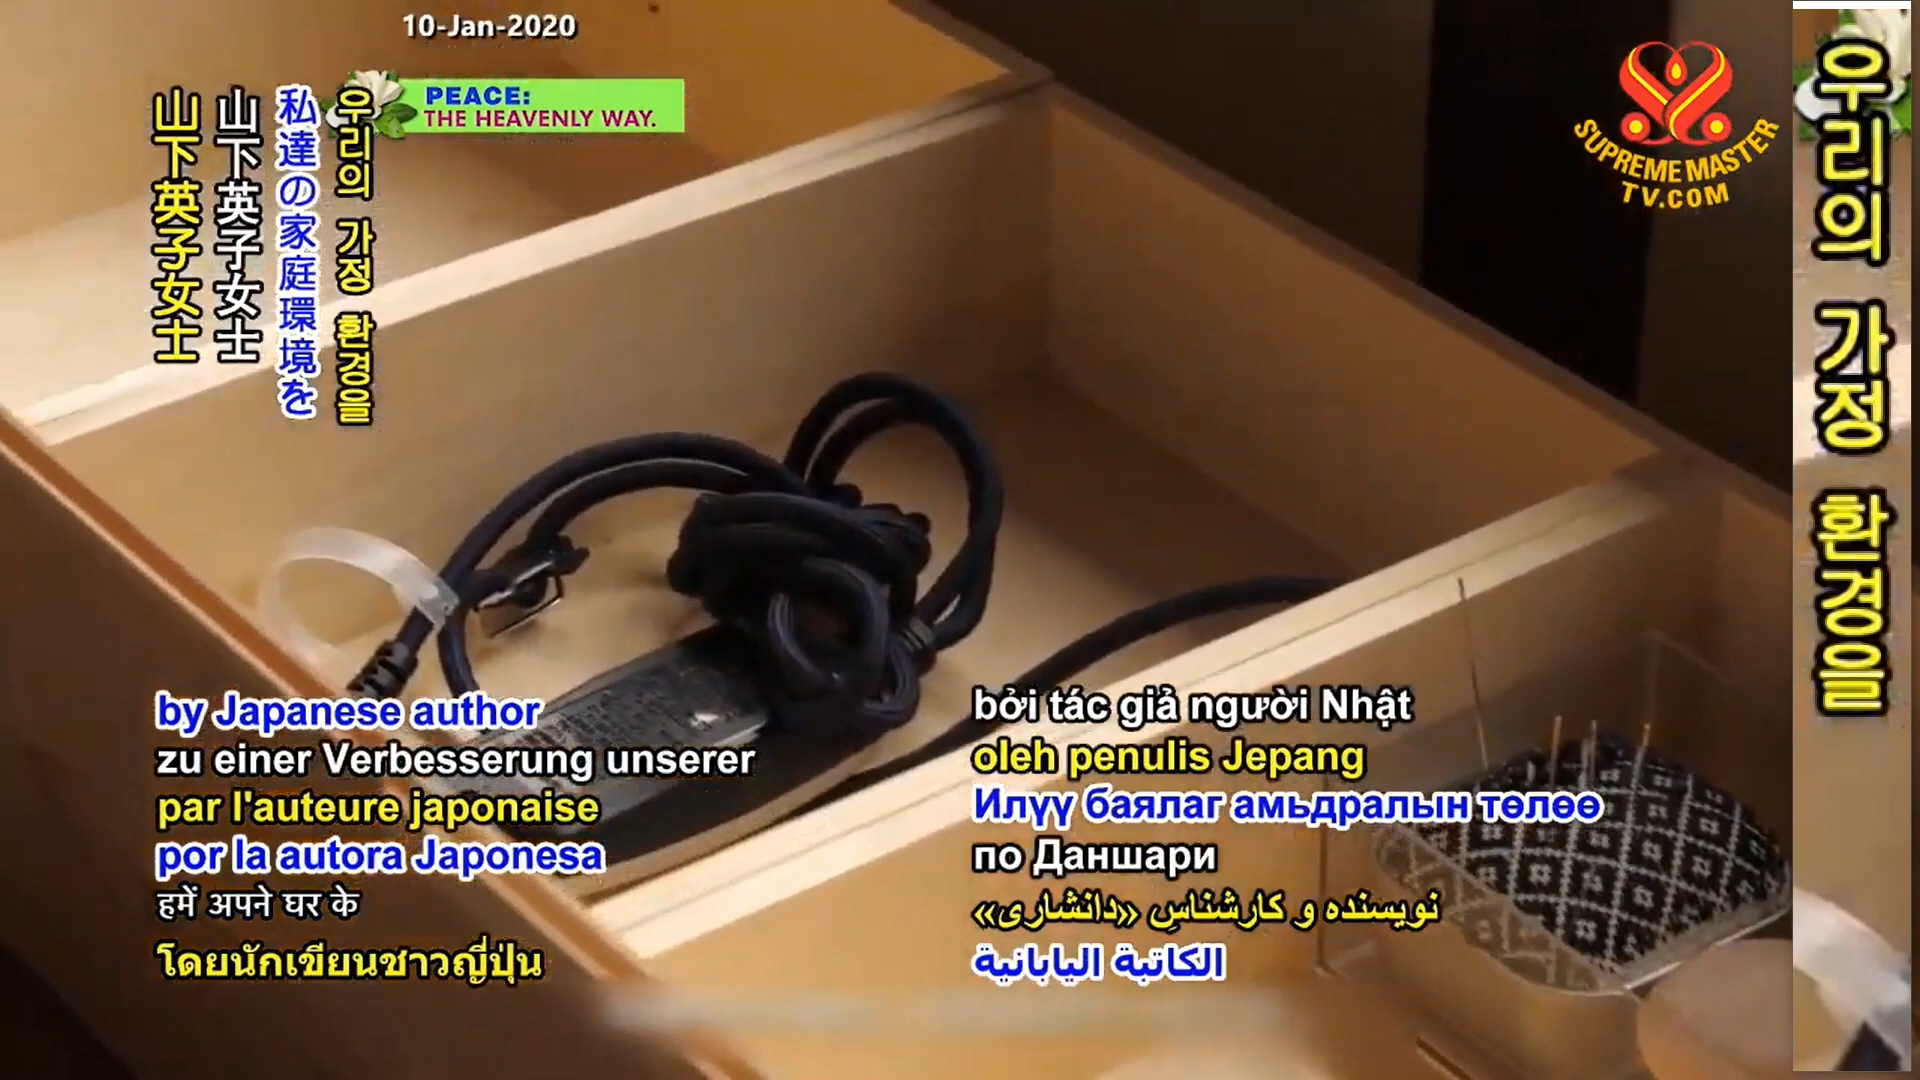 10-Jan-2020
PEACE:
THE HEAVENLY WAY.
SUPREME MASTER
TV.COM
山下英子女士
山下英子女士
私達の家庭環境を
우리의 가정 환경을
우리의 가정 환경을
by Japanese author
zu einer Verbesserung unserer
par l'auteure japonaise
por la autora Japonesa
हमें अपने घर के
โดยนักเขียนชาวญี่ปุ่น
bởi tác giả người Nhật
oleh penulis Jepang
Илүү баялаг амьдралын төлөө
по Даншари
نویسنده و کارشناسِ «دانشاری»
الكاتبة اليابانية